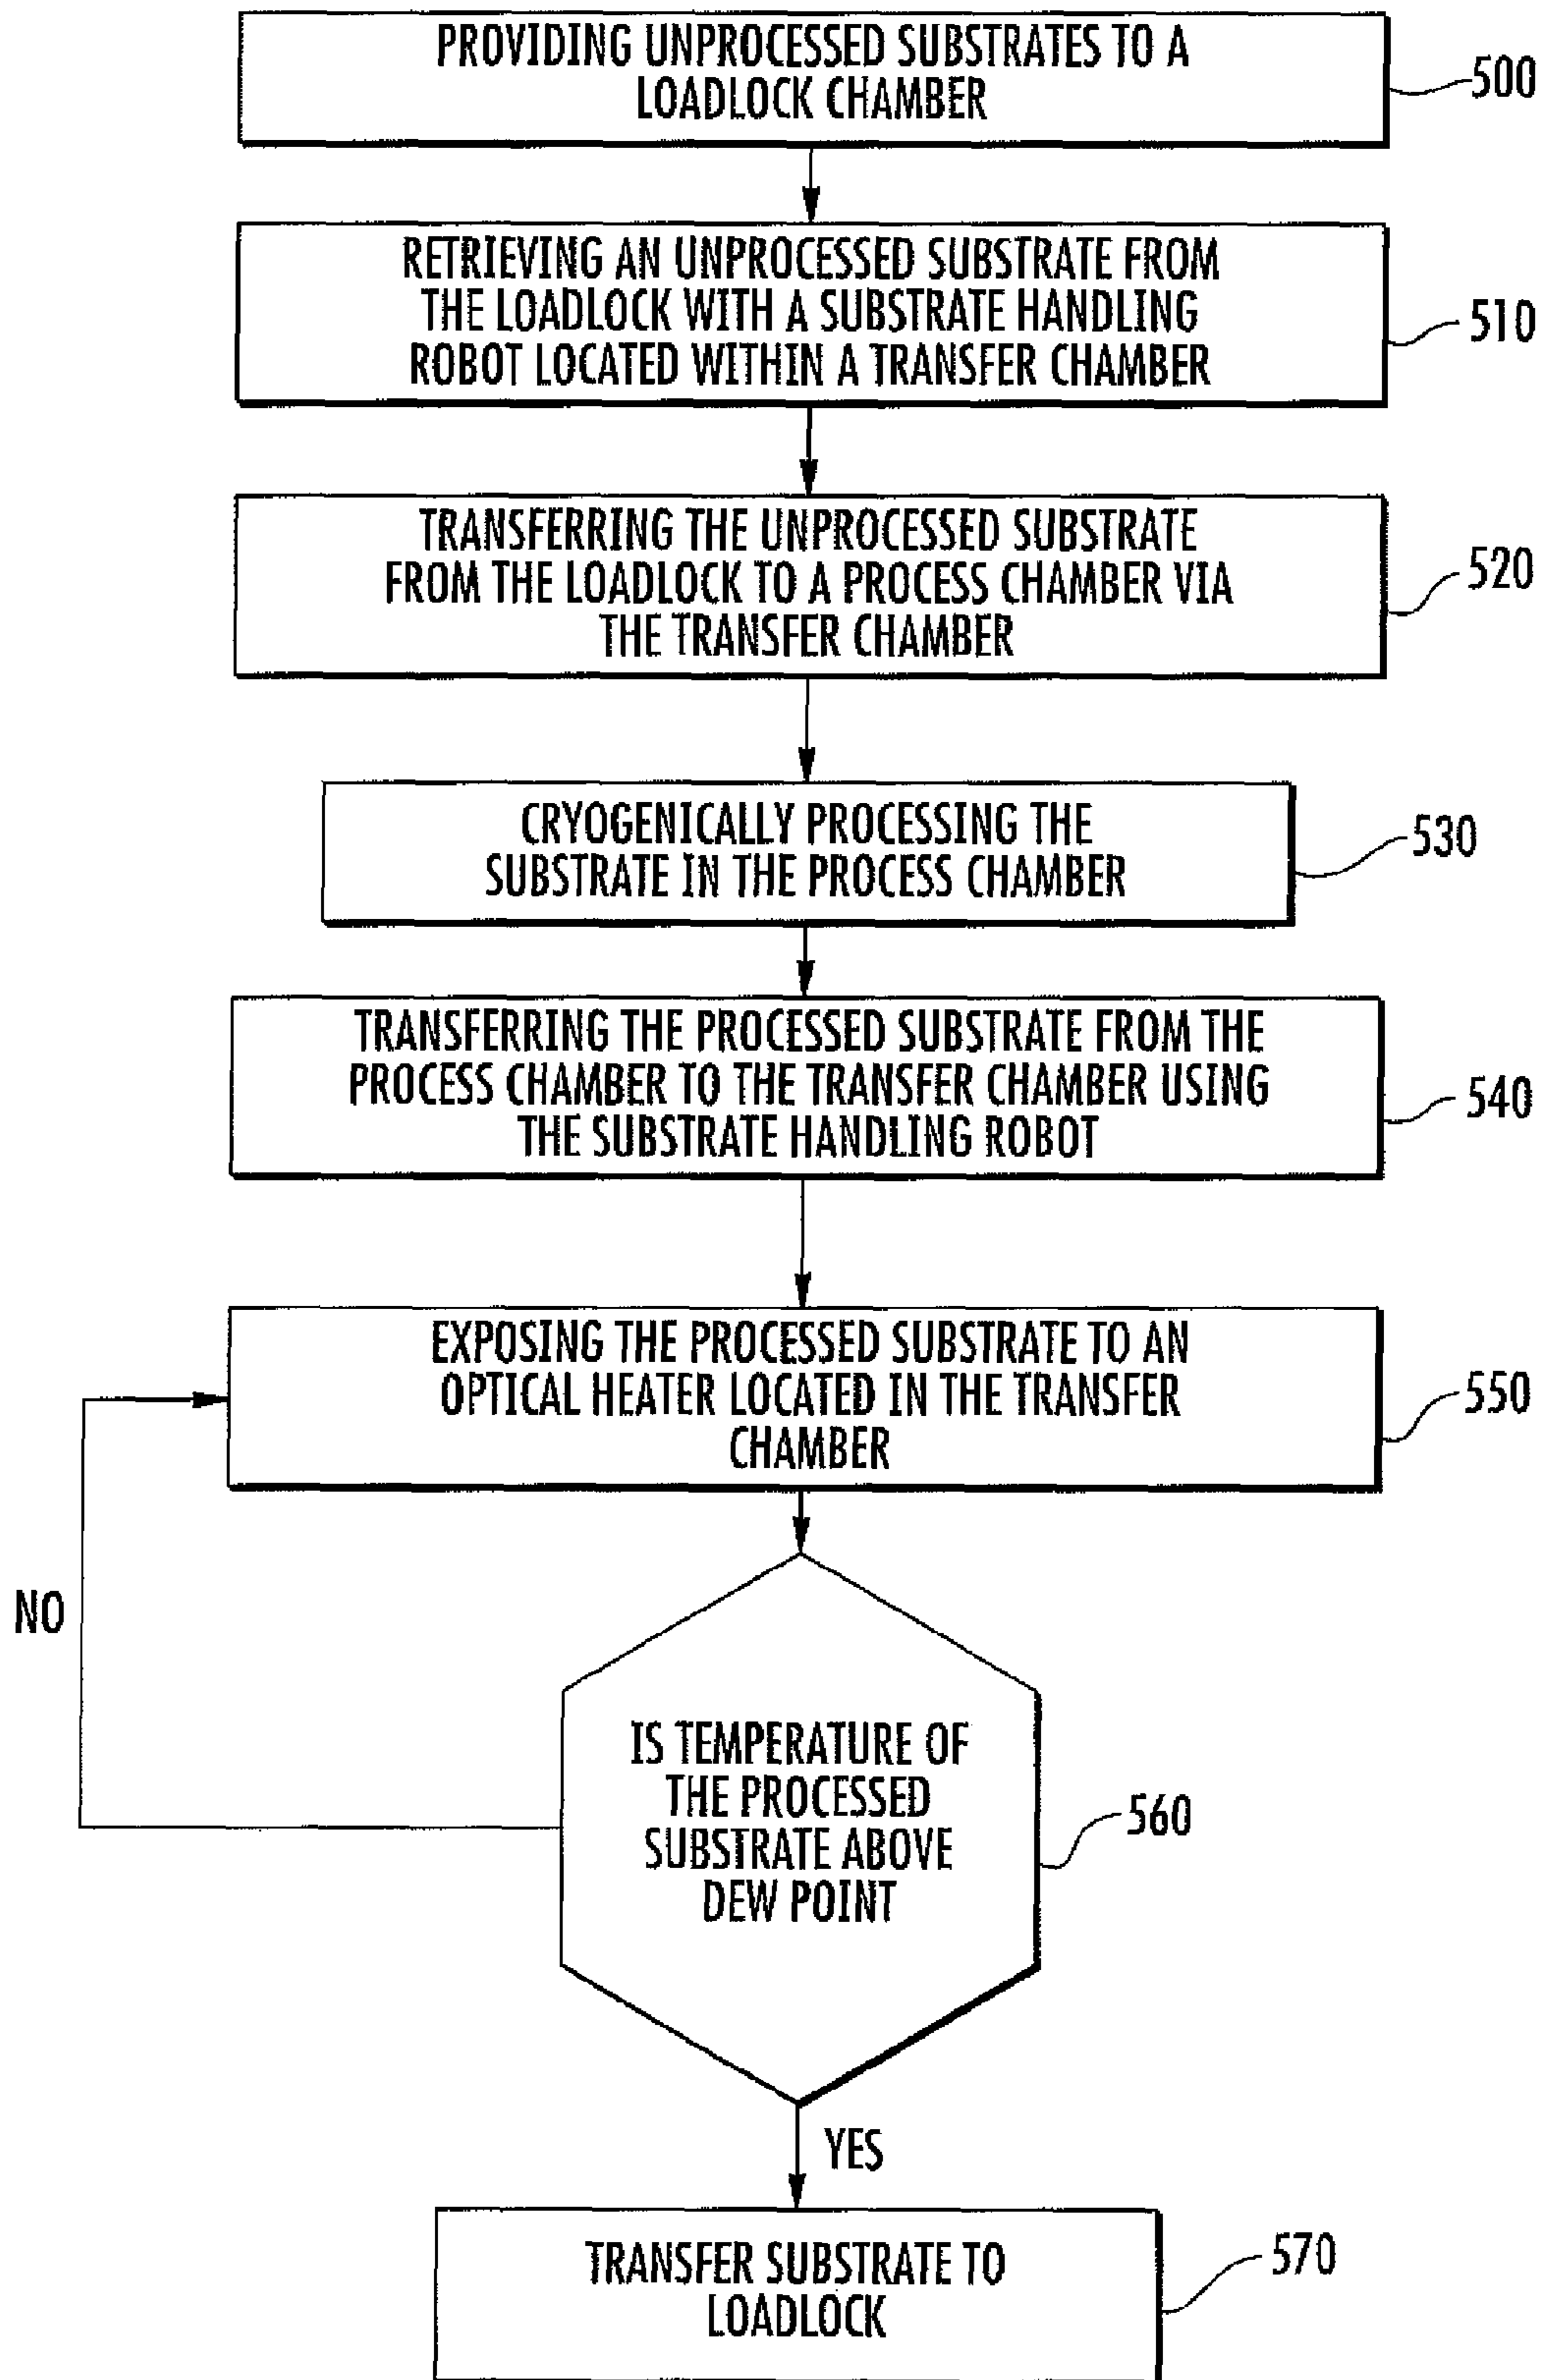 PROVIDING UNPROCESSED SUBSTRATES TO A
LOADLOCK CHAMBER
500
RETRIEVING AN UNPROCESSED SUBSTRATE FROM
THE LOADLOCK WITH A SUBSTRATE HANDLING
ROBOT LOCATED WITHIN A TRANSFER CHAMBER
510
TRANSFERRING THE UNPROCESSED SUBSTRATE
FROM THE LOADLOCK TO A PROCESS CHAMBER VIA
THE TRANSFER CHAMBER
520
CRYOGENICALLY PROCESSING THE
SUBSTRATE IN THE PROCESS CHAMBER
530
TRANSFERRING THE PROCESSED SUBSTRATE FROM THE
PROCESS CHAMBER TO THE TRANSFER CHAMBER USING
THE SUBSTRATE HANDLING ROBOT
540
EXPOSING THE PROCESSED SUBSTRATE TO AN
OPTICAL HEATER LOCATED IN THE TRANSFER
CHAMBER
550
NO
IS TEMPERATURE OF
THE PROCESSED
SUBSTRATE ABOVE
DEW POINT
560
YES
TRANSFER SUBSTRATE TO
LOADLOCK
570